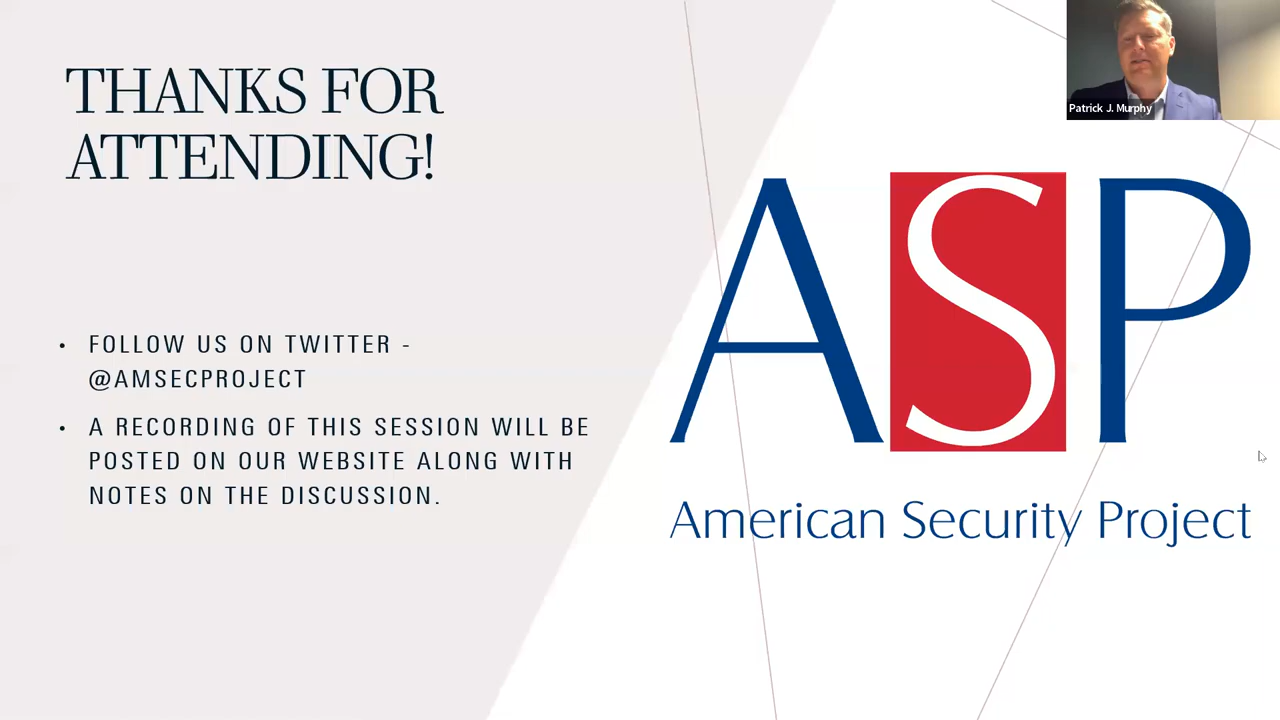 THANKS FOR
ATTENDING!
• FOLLOW US ON TWITTER -
@AMSECPROJECT
• A RECORDING OF THIS SESSION WILL BE
POSTED ON OUR WEBSITE ALONG WITH
NOTES ON THE DISCUSSION.
Patrick J. Murphy
ASP
American Security Project